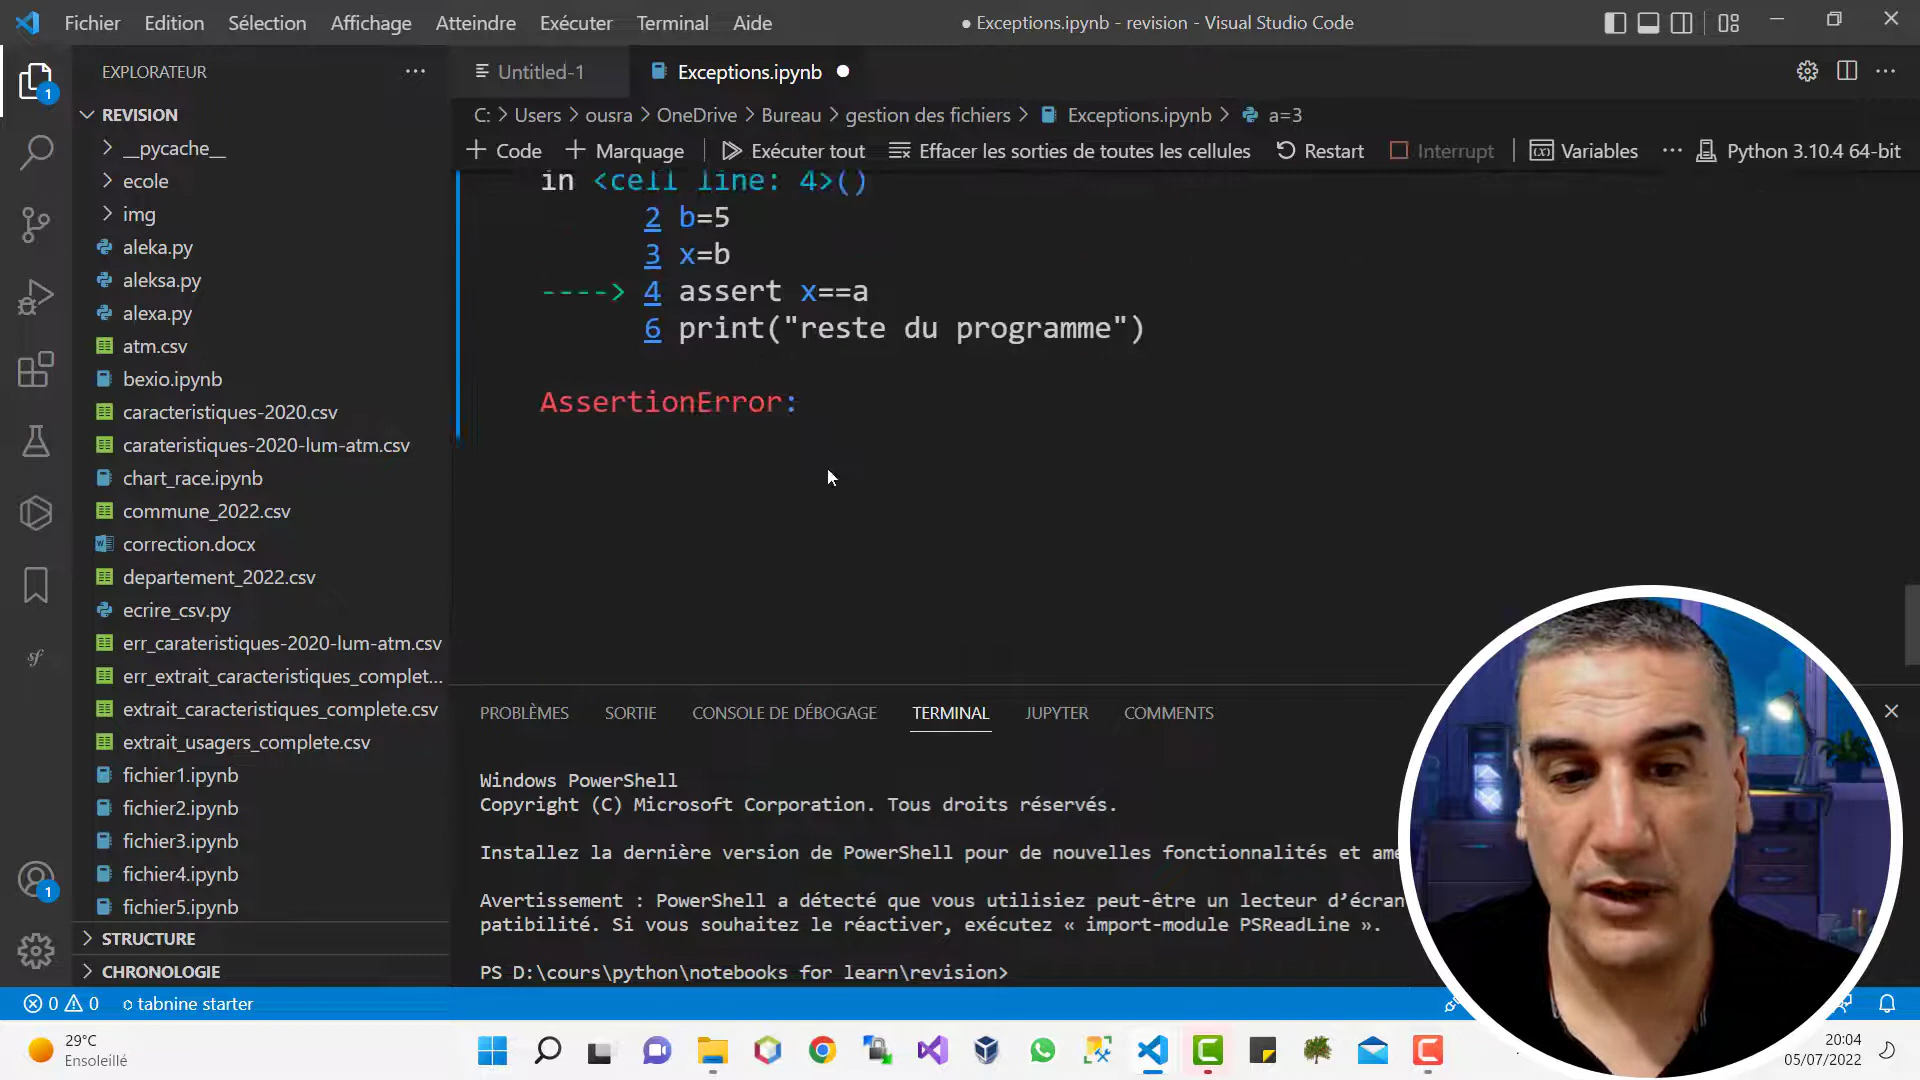 Fichier Edition Sélection Affichage Atteindre Exécuter Terminal Aide
● Exceptions.ipynb - revision - Visual Studio Code
EXPLORATEUR
Untitled-1
Exceptions.ipynb
1
REVISION
C: > Users > ousra > OneDrive > Bureau > gestion des fichiers > Exceptions.ipynb > a=3
+ Code + Marquage Exécuter tout Effacer les sorties de toutes les cellules Restart Interrupt Variables ... Python 3.10.4 64-bit
__pycache__
ecole
img
aleka.py
aleksa.py
alexa.py
atm.csv
bexio.ipynb
caracteristiques-2020.csv
carateristiques-2020-lum-atm.csv
chart_race.ipynb
commune_2022.csv
correction.docx
departement_2022.csv
ecrire_csv.py
err_carateristiques-2020-lum-atm.csv
err_extrait_caracteristiques_complet...
extrait_caracteristiques_complete.csv
extrait_usagers_complete.csv
fichier1.ipynb
fichier2.ipynb
fichier3.ipynb
fichier4.ipynb
fichier5.ipynb
STRUCTURE
CHRONOLOGIE
in <cell line: 4>()
2 b=5
3 x=b
----> 4 assert x==a
6 print("reste du programme")
AssertionError:
PROBLÈMES SORTIE CONSOLE DE DÉBOGAGE TERMINAL JUPYTER COMMENTS
Windows PowerShell
Copyright (C) Microsoft Corporation. Tous droits réservés.
Installez la dernière version de PowerShell pour de nouvelles fonctionnalités et amé
Avertissement : PowerShell a détecté que vous utilisiez peut-être un lecteur d’écran
patibilité. Si vous souhaitez le réactiver, exécutez « import-module PSReadLine ».
PS D:\cours\python\notebooks for learn\revision>
1
0 0 tabnine starter
29°C
Ensoleillé
20:04
05/07/2022